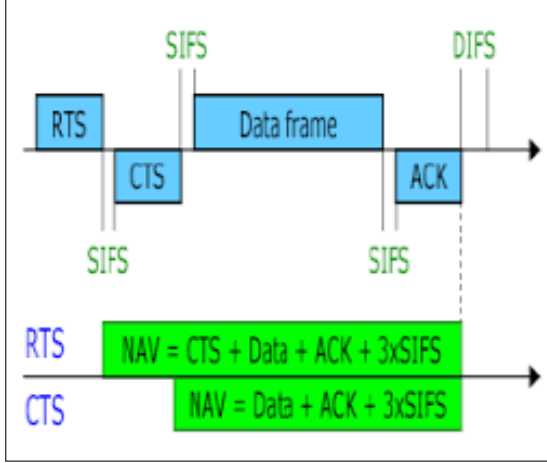 SIFS DIFS
RTS Data frame
CTS ACK
SIFS SIFS
RTS NAV = CTS + Data + ACK + 3xSIFS
CTS NAV = Data + ACK + 3xSIFS